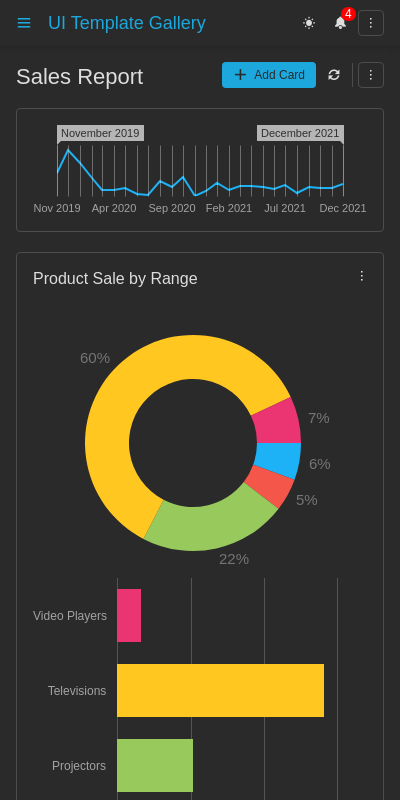 UI Template Gallery
4
Sales Report
Add Card
November 2019
December 2021
Nov 2019 Apr 2020 Sep 2020 Feb 2021 Jul 2021 Dec 2021
Product Sale by Range
60%
7%
6%
5%
22%
Video Players
Televisions
Projectors